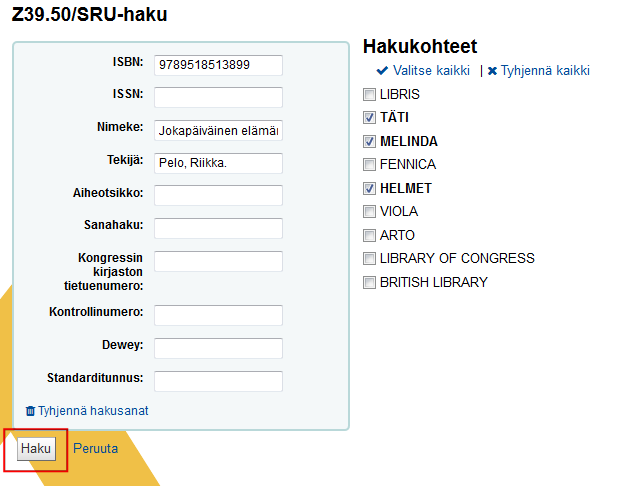 Z39.50/SRU-haku
ISBN: 9789518513899
ISSN:
Nimeke: Jokapäiväinen elämä
Tekijä: Pelo, Riikka.
Aiheotsikko:
Sanahaku:
Kongressin
kirjaston
tietuenumero:
Kontrollinumero:
Dewey:
Standarditunnus:
Tyhjennä hakusanat
Haku Peruuta
Hakukohteet
Valitse kaikki | Tyhjennä kaikki
LIBRIS
TÄTI
MELINDA
FENNICA
HELMET
VIOLA
ARTO
LIBRARY OF CONGRESS
BRITISH LIBRARY